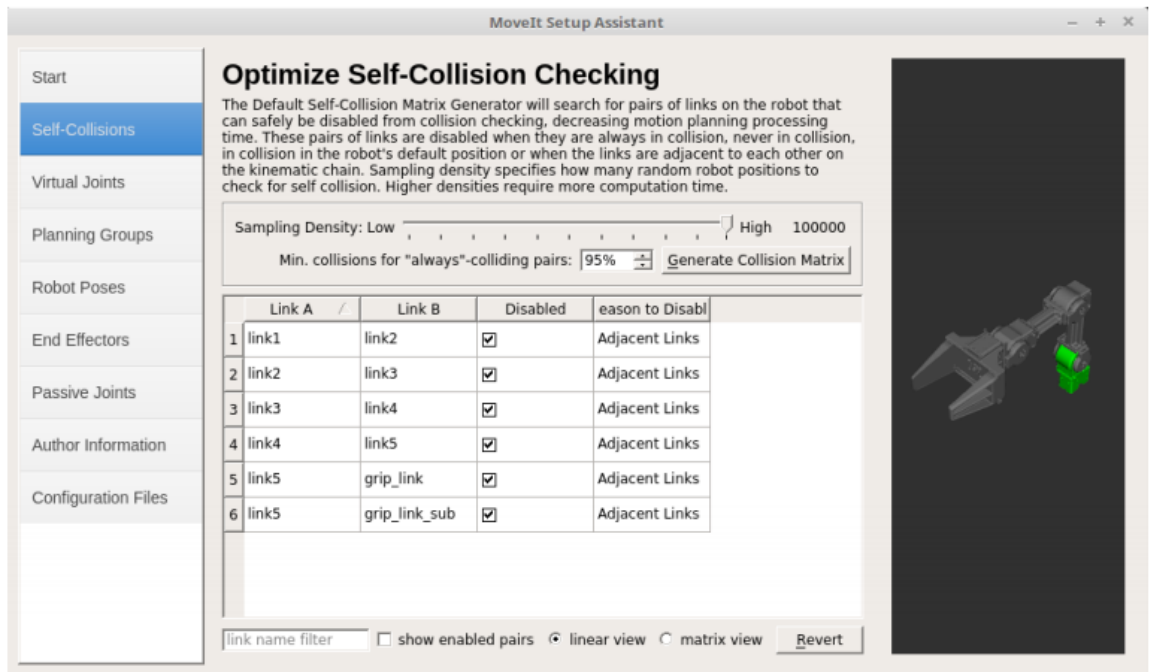 MoveIt Setup Assistant
Start
Self-Collisions
Virtual Joints
Planning Groups
Robot Poses
End Effectors
Passive Joints
Author Information
Configuration Files
Optimize Self-Collision Checking
The Default Self-Collision Matrix Generator will search for pairs of links on the robot that
can safely be disabled from collision checking, decreasing motion planning processing
time. These pairs of links are disabled when they are always in collision, never in collision,
in collision in the robot's default position or when the links are adjacent to each other on
the kinematic chain. Sampling density specifies how many random robot positions to
check for self collision. Higher densities require more computation time.
Sampling Density: Low High 100000
Min. collisions for "always"-colliding pairs: 95% Generate Collision Matrix
Link A Link B Disabled eason to Disabl
1 link1 link2 Adjacent Links
2 link2 link3 Adjacent Links
3 link3 link4 Adjacent Links
4 link4 link5 Adjacent Links
5 link5 grip_link Adjacent Links
6 link5 grip_link_sub Adjacent Links
link name filter show enabled pairs linear view matrix view Revert